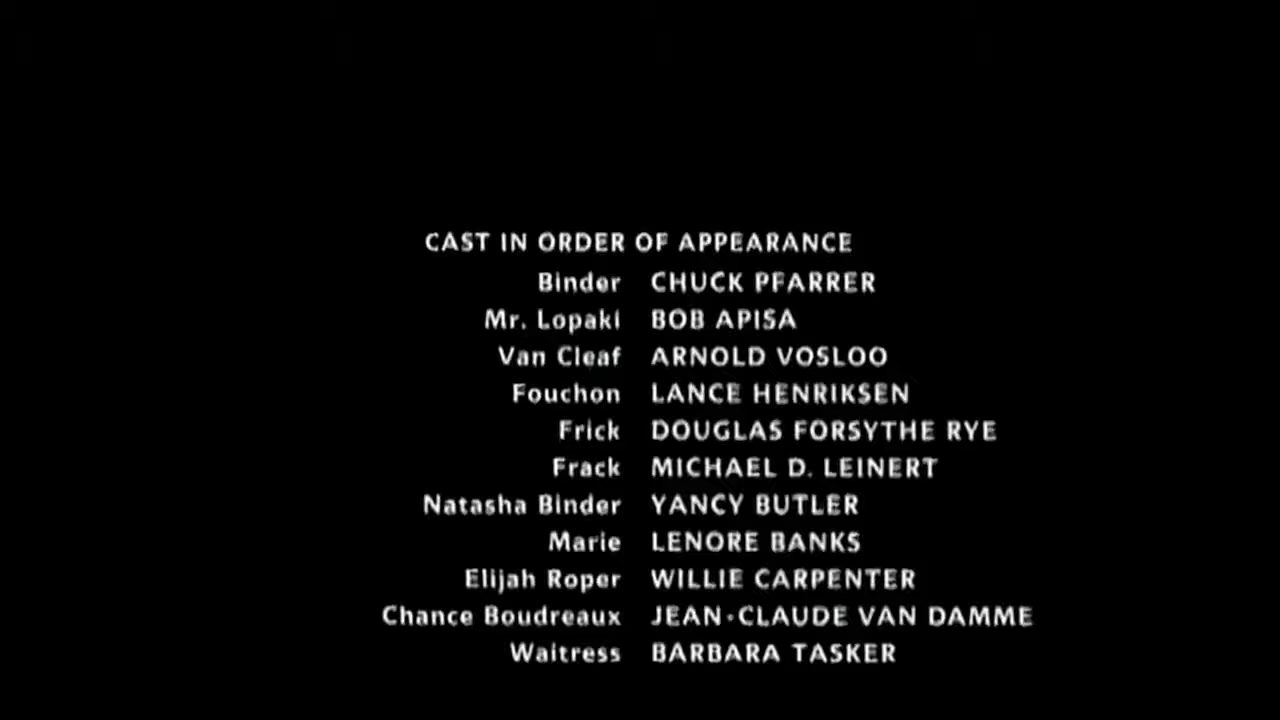 CAST IN ORDER OF APPEARANCE
Binder CHUCK PFARRER
Mr. Lopaki BOB APISA
Van Cleaf ARNOLD VOSLOO
Fouchon LANCE HENRIKSEN
Frick DOUGLAS FORSYTHE RYE
Frack MICHAEL D. LEINERT
Natasha Binder YANCY BUTLER
Marie LENORE BANKS
Elijah Roper WILLIE CARPENTER
Chance Boudreaux JEAN-CLAUDE VAN DAMME
Waitress BARBARA TASKER